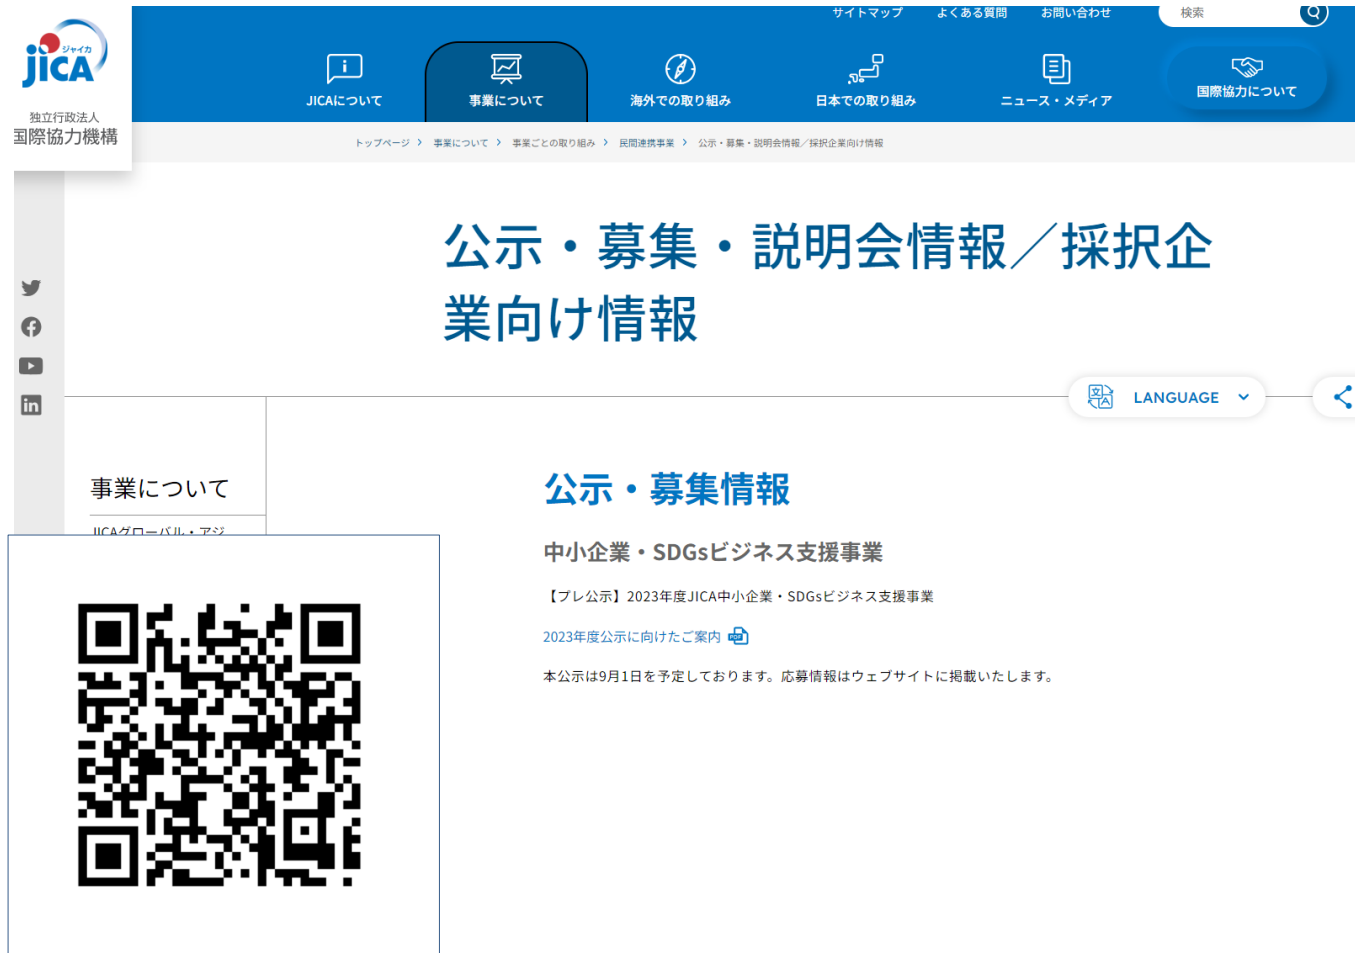 サイトマップ よくある質問 お問い合わせ 検索
ジャイカ
JICA
独立行政法人
国際協力機構
JICAについて 事業について 海外での取り組み 日本での取り組み ニュース・メディア 国際協力について
トップページ > 事業について > 事業ごとの取り組み > 民間連携事業 > 公示・募集・説明会情報／採択企業向け情報
公示・募集・説明会情報／採択企
業向け情報
LANGUAGE
事業について
JICAグローバル・アジ
公示・募集情報
中小企業・SDGsビジネス支援事業
【プレ公示】2023年度JICA中小企業・SDGsビジネス支援事業
2023年度公示に向けたご案内 PDF
本公示は9月1日を予定しております。応募情報はウェブサイトに掲載いたします。